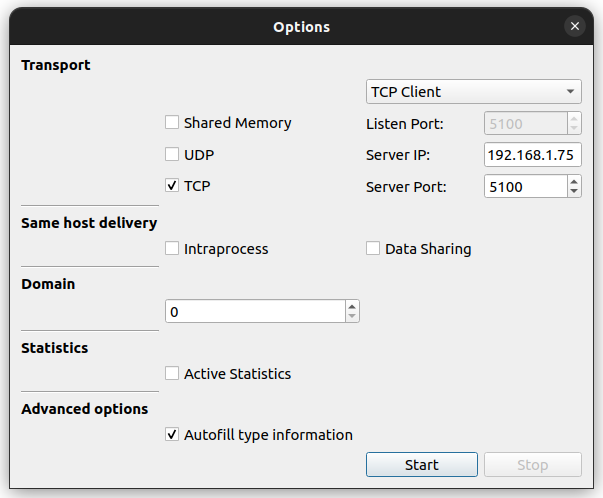 Options
Transport
TCP Client
Shared Memory
Listen Port:
5100
UDP
Server IP:
192.168.1.75
TCP
Server Port:
5100
Same host delivery
Intraprocess
Data Sharing
Domain
0
Statistics
Active Statistics
Advanced options
Autofill type information
Start
Stop